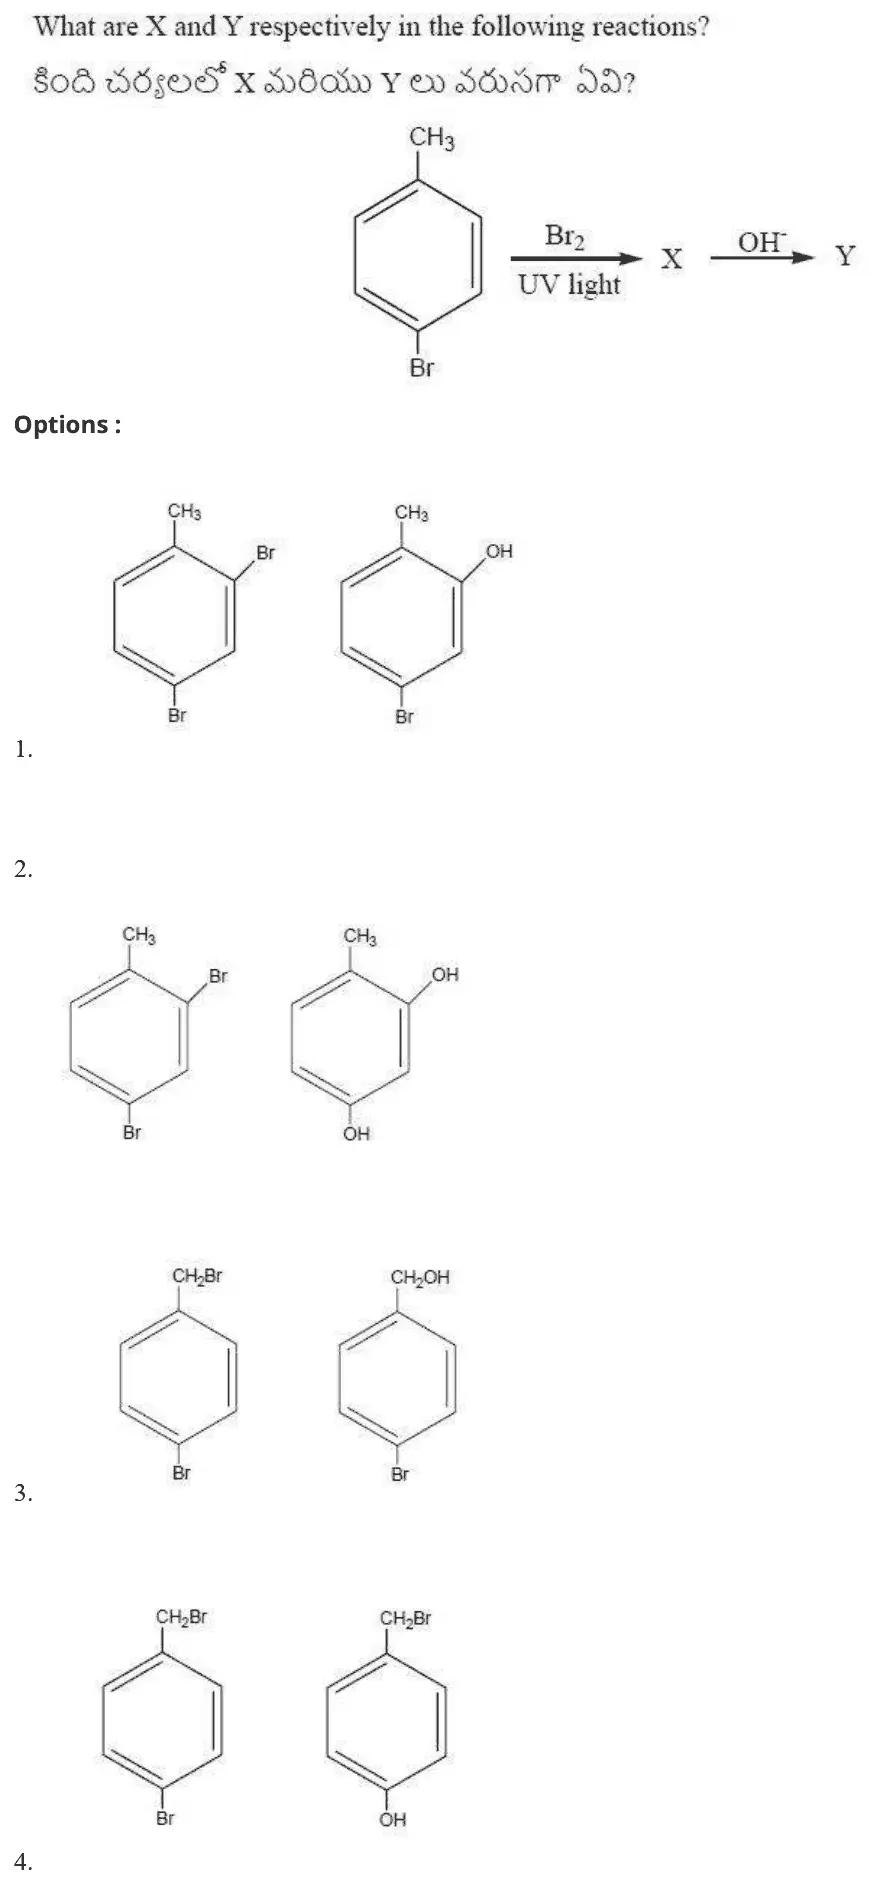 What are X and Y respectively in the following reactions?
కింది చర్యలలో X మరియు Y లు వరుసగా ఏవి?
CH₃
Br₂
UV light
X
OH⁻
Y
Br
Options :
CH₃
Br
Br
CH₃
OH
Br
1.
2.
CH₃
Br
Br
CH₃
OH
OH
CH₂Br
Br
CH₂OH
Br
3.
CH₂Br
Br
CH₂Br
OH
4.